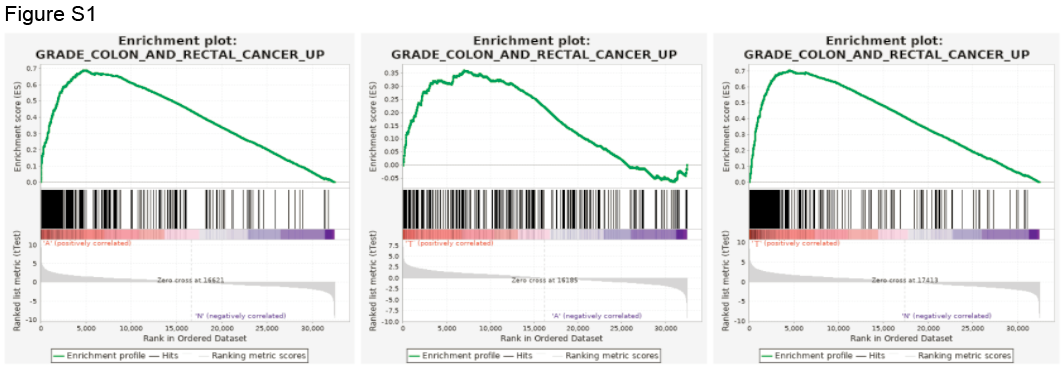 Figure S1
Enrichment plot:
GRADE_COLON_AND_RECTAL_CANCER_UP
Enrichment score (ES)
0.7
0.6
0.5
0.4
0.3
0.2
0.1
0.0
'A' (positively correlated)
Ranked list metric (tTest)
10
5
0
-5
-10
Zero cross at 16621
'N' (negatively correlated)
0 5,000 10,000 15,000 20,000 25,000 30,000
Rank in Ordered Dataset
Enrichment profile Hits Ranking metric scores
Enrichment plot:
GRADE_COLON_AND_RECTAL_CANCER_UP
Enrichment score (ES)
0.35
0.30
0.25
0.20
0.15
0.10
0.05
0.00
-0.05
'T' (positively correlated)
Ranked list metric (tTest)
7.5
5.0
2.5
0.0
-2.5
-5.0
-7.5
-10.0
Zero cross at 16185
'A' (negatively correlated)
0 5,000 10,000 15,000 20,000 25,000 30,000
Rank in Ordered Dataset
Enrichment profile Hits Ranking metric scores
Enrichment plot:
GRADE_COLON_AND_RECTAL_CANCER_UP
Enrichment score (ES)
0.7
0.6
0.5
0.4
0.3
0.2
0.1
0.0
'T' (positively correlated)
Ranked list metric (tTest)
10
5
0
-5
-10
Zero cross at 17413
'N' (negatively correlated)
0 5,000 10,000 15,000 20,000 25,000 30,000
Rank in Ordered Dataset
Enrichment profile Hits Ranking metric scores